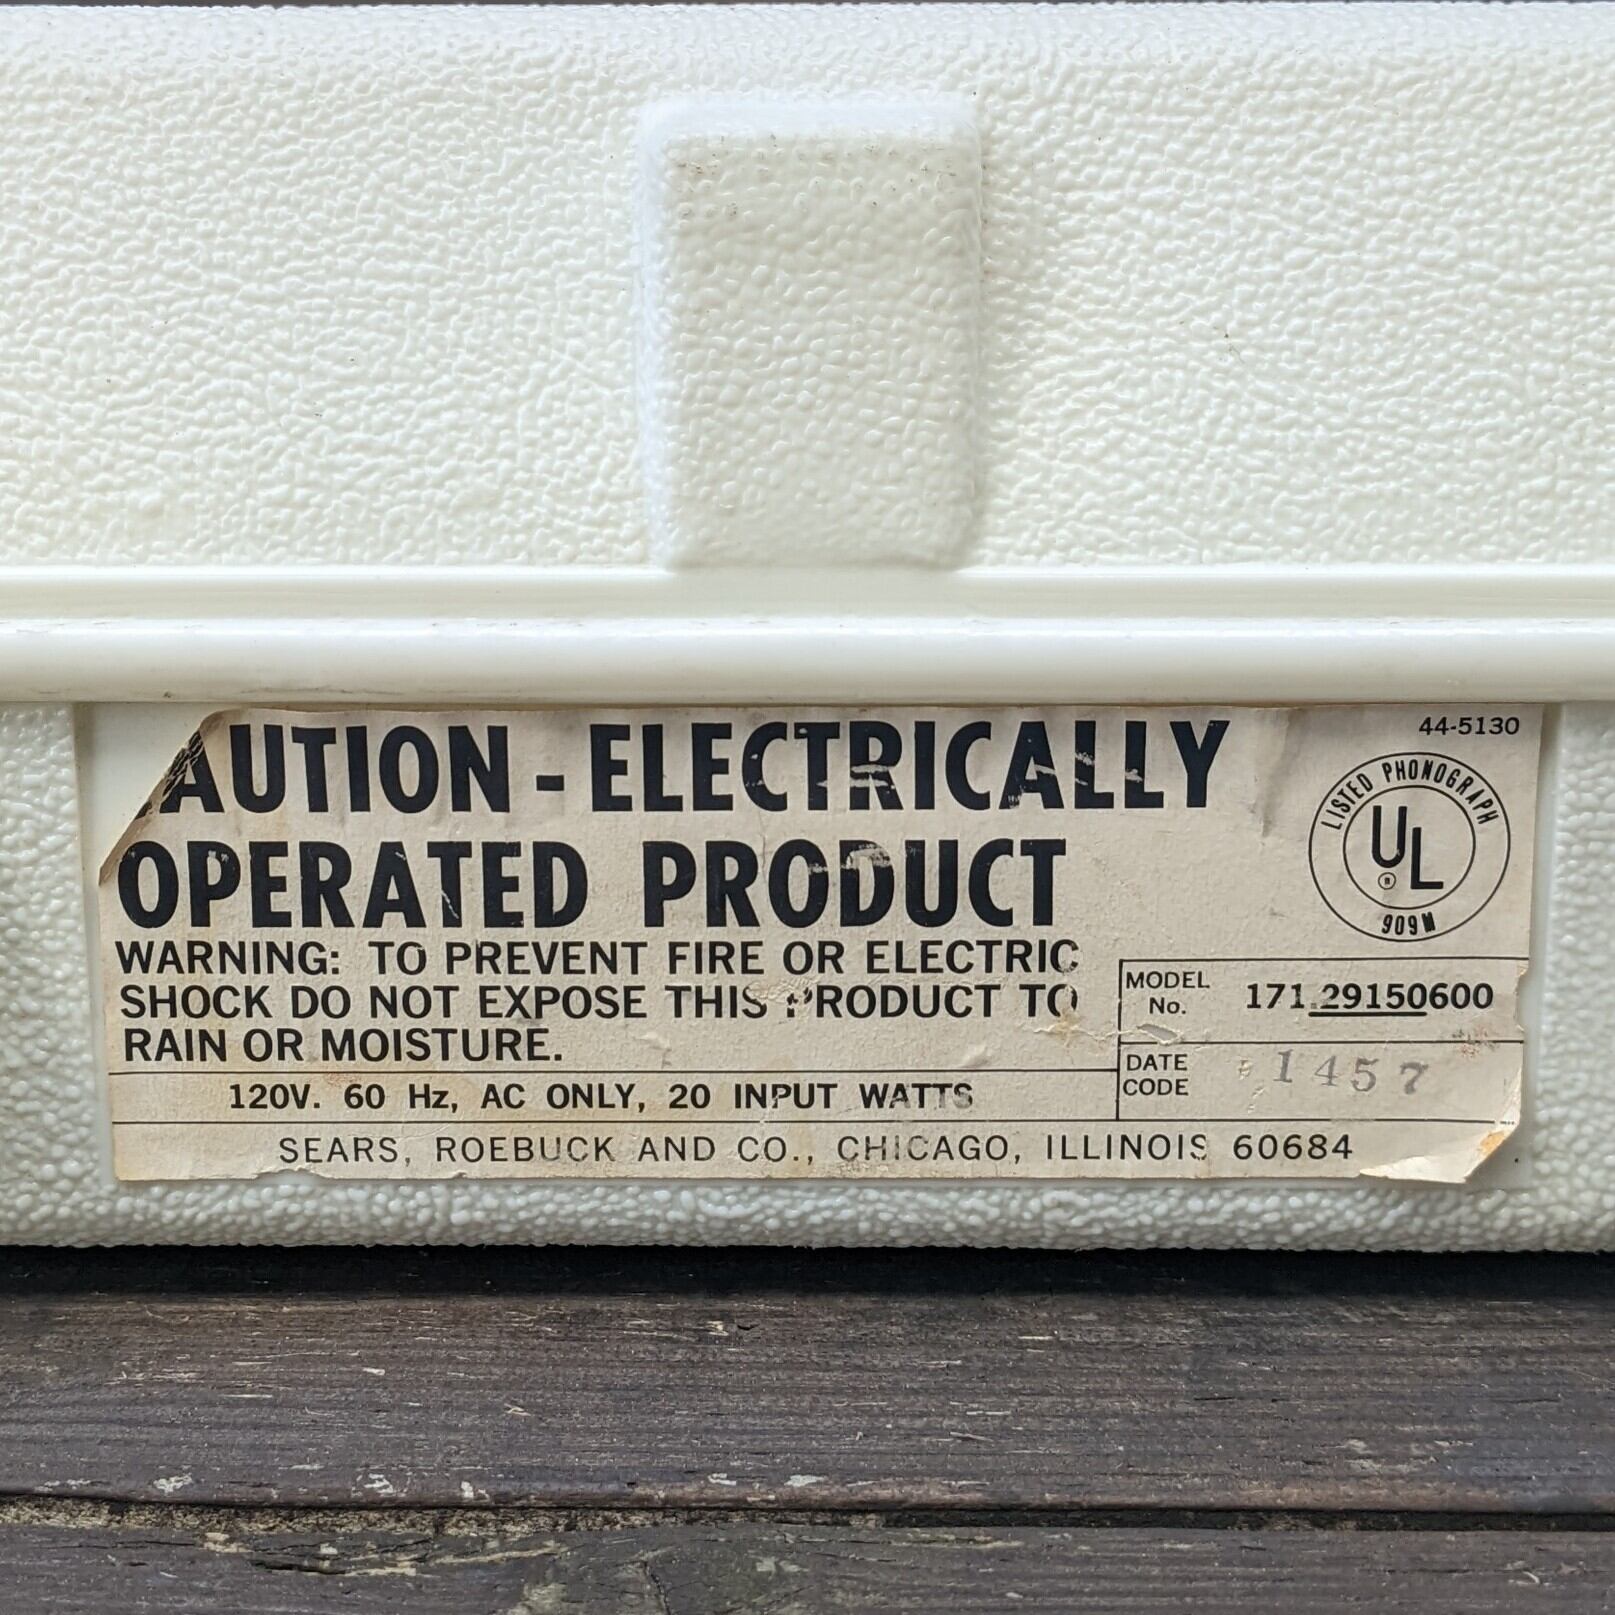 AUTION - ELECTRICALLY
OPERATED PRODUCT
WARNING: TO PREVENT FIRE OR ELECTRIC
SHOCK DO NOT EXPOSE THIS PRODUCT TO
RAIN OR MOISTURE.
120V. 60 Hz, AC ONLY, 20 INPUT WATTS
44-5130
LISTED PHONOGRAPH
UL
®
909M
MODEL
No.
171.29150600
DATE
CODE
1457
SEARS, ROEBUCK AND CO., CHICAGO, ILLINOIS 60684